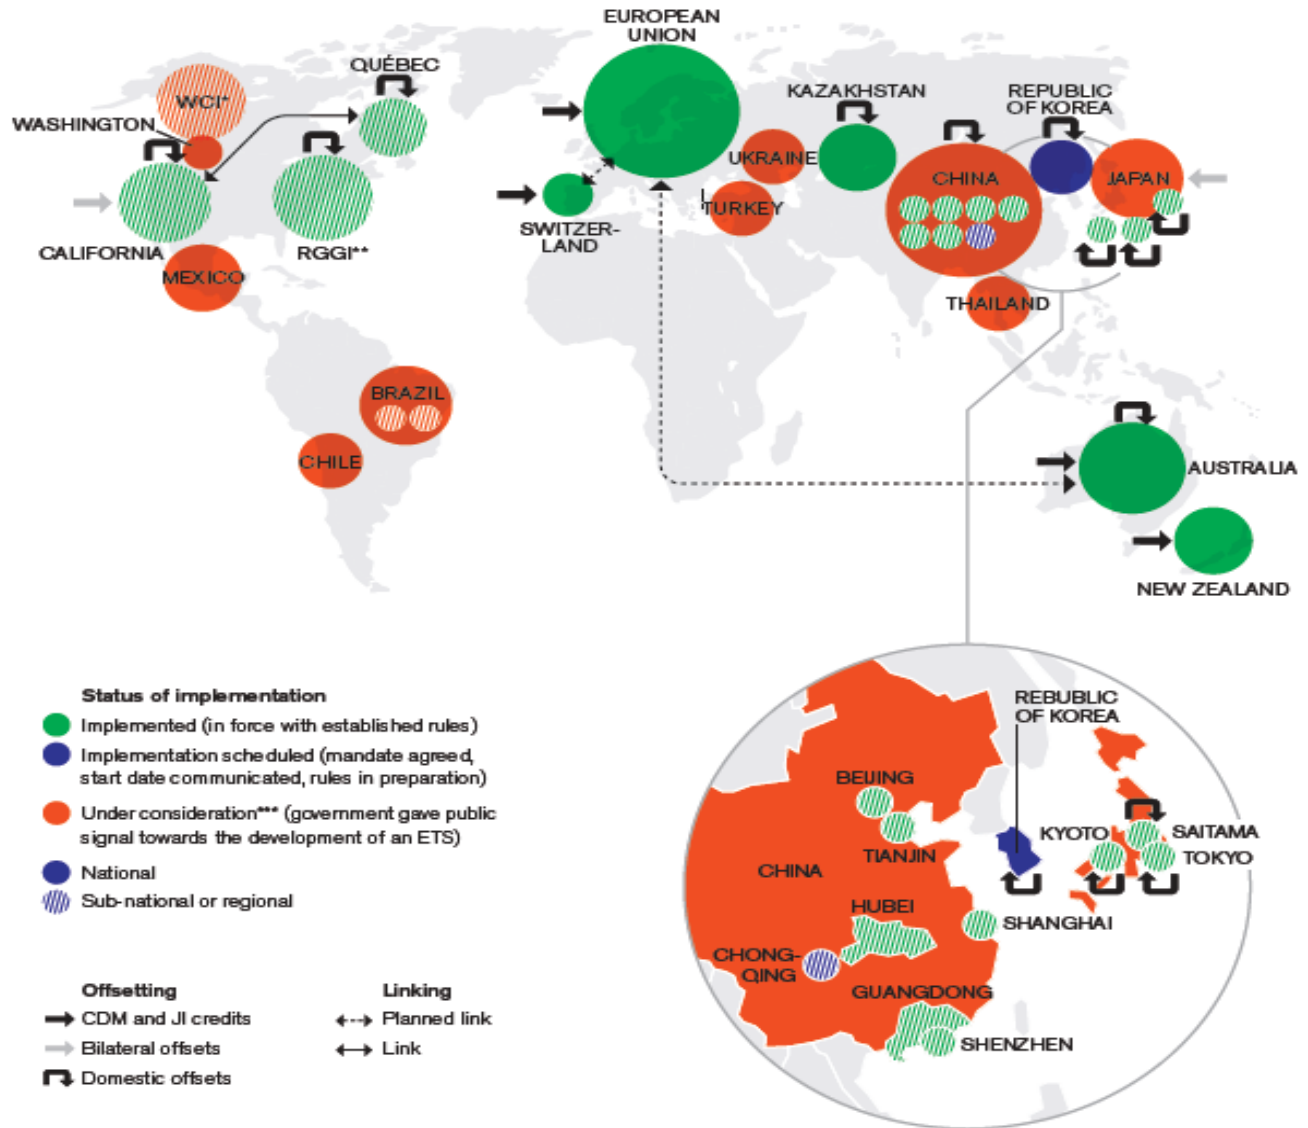 EUROPEAN
UNION
QUÉBEC
WCI*
WASHINGTON
KAZAKHSTAN
REPUBLIC
OF KOREA
UKRAINE
CHINA
JAPAN
TURKEY
SWITZER-
LAND
CALIFORNIA
RGGI**
MEXICO
THAILAND
BRAZIL
CHILE
AUSTRALIA
NEW ZEALAND
Status of implementation
Implemented (in force with established rules)
Implementation scheduled (mandate agreed,
start date communicated, rules in preparation)
Under consideration*** (government gave public
signal towards the development of an ETS)
National
Sub-national or regional
Offsetting
CDM and JI credits
Bilateral offsets
Domestic offsets
Linking
Planned link
Link
REBUBLIC
OF KOREA
BEIJING
TIANJIN
KYOTO
SAITAMA
TOKYO
CHINA
HUBEI
SHANGHAI
CHONG-
QING
GUANGDONG
SHENZHEN